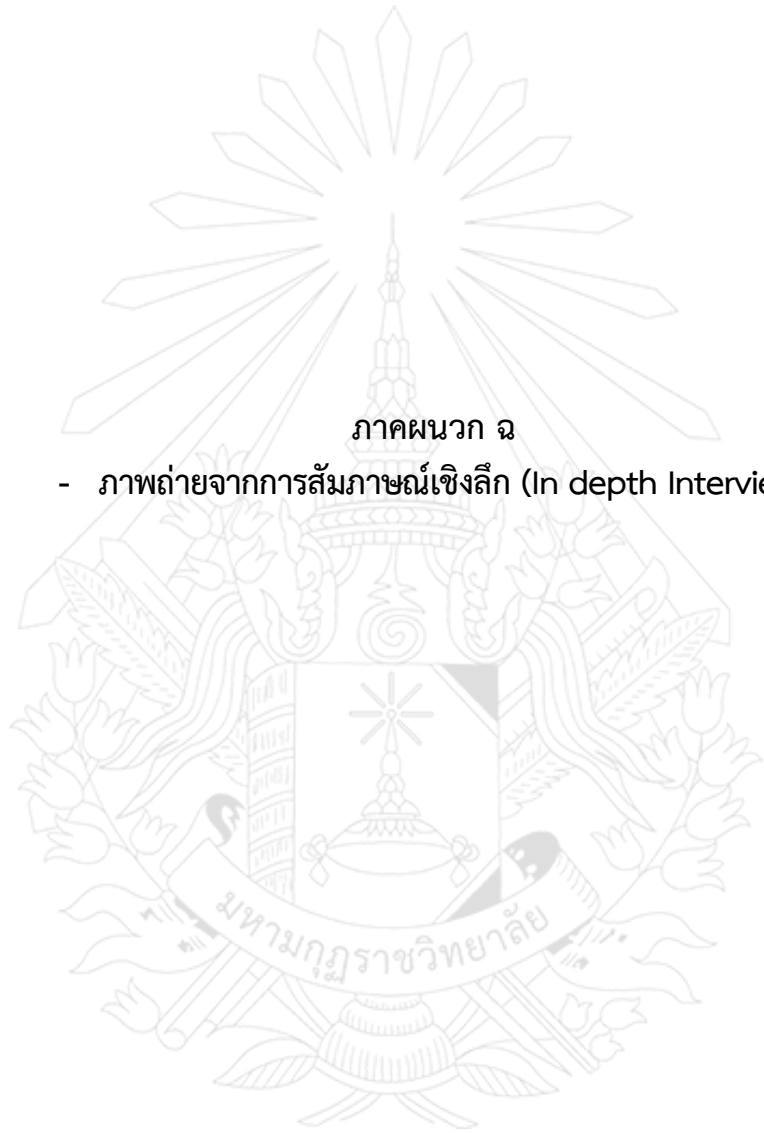 ภาคผนวก ฉ
- ภาพถ่ายจากการสัมภาษณ์เชิงลึก (In depth Intervie
มหามกุฏราชวิทยาลัย